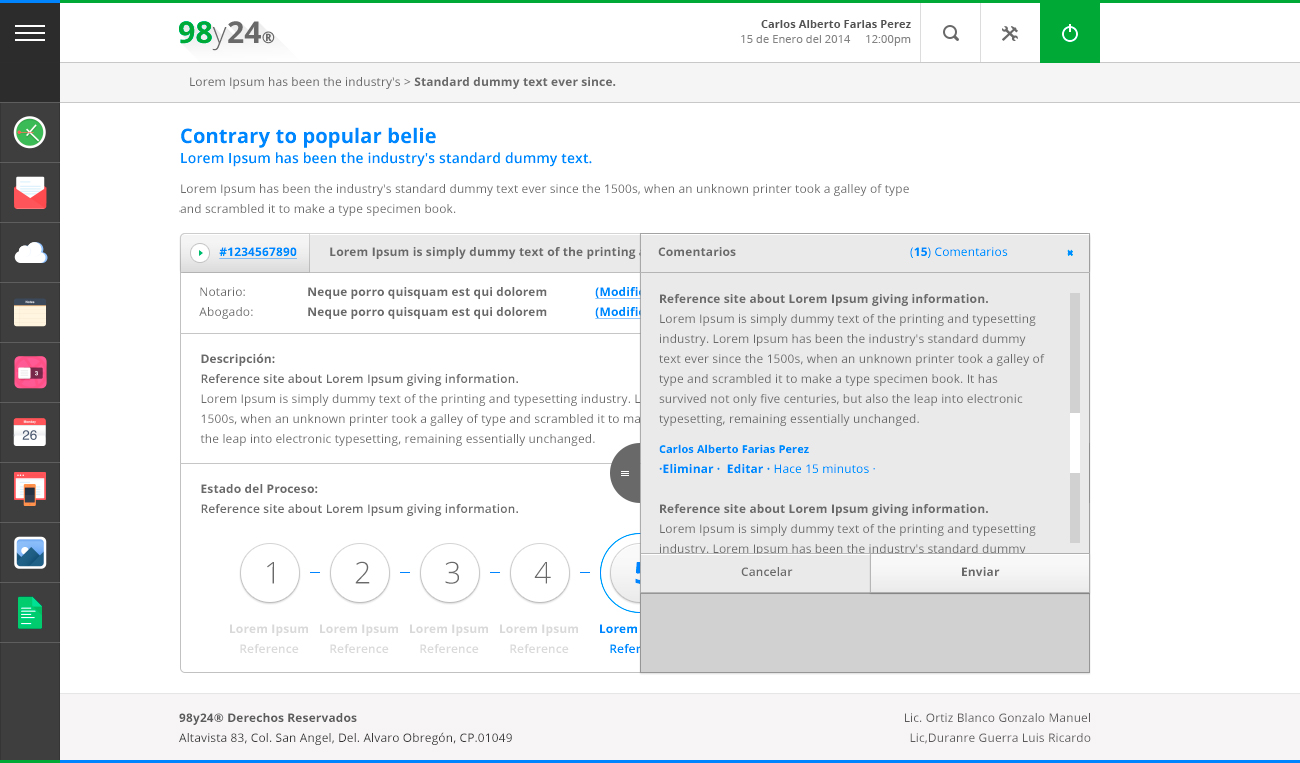 98y24®
Carlos Alberto Farías Perez
15 de Enero del 2014 12:00pm
Lorem Ipsum has been the industry's > Standard dummy text ever since.
Contrary to popular belie
Lorem Ipsum has been the industry's standard dummy text.
Lorem Ipsum has been the industry's standard dummy text ever since the 1500s, when an unknown printer took a galley of type
and scrambled it to make a type specimen book.
#1234567890
Lorem Ipsum is simply dummy text of the printing
Notario: Neque porro quisquam est qui dolorem (Modific
Abogado: Neque porro quisquam est qui dolorem (Modific
Descripción:
Reference site about Lorem Ipsum giving information.
Lorem Ipsum is simply dummy text of the printing and typesetting industry. L
1500s, when an unknown printer took a galley of type and scrambled it to ma
the leap into electronic typesetting, remaining essentially unchanged.
Estado del Proceso:
Reference site about Lorem Ipsum giving information.
1 – 2 – 3 – 4 – 5
Lorem Ipsum Lorem Ipsum Lorem Ipsum Lorem Ipsum Lorem
Reference Reference Reference Reference Refer
Comentarios
(15) Comentarios
Reference site about Lorem Ipsum giving information.
Lorem Ipsum is simply dummy text of the printing and typesetting
industry. Lorem Ipsum has been the industry's standard dummy
text ever since the 1500s, when an unknown printer took a galley of
type and scrambled it to make a type specimen book. It has
survived not only five centuries, but also the leap into electronic
typesetting, remaining essentially unchanged.
Carlos Alberto Farias Perez
·Eliminar · Editar · Hace 15 minutos ·
Reference site about Lorem Ipsum giving information.
Lorem Ipsum is simply dummy text of the printing and typesetting
industry. Lorem Ipsum has been the industry's standard dummy
Cancelar
Enviar
Notes
3
Monday
26
98y24® Derechos Reservados
Altavista 83, Col. San Angel, Del. Alvaro Obregón, CP.01049
Lic. Ortiz Blanco Gonzalo Manuel
Lic,Duranre Guerra Luis Ricardo